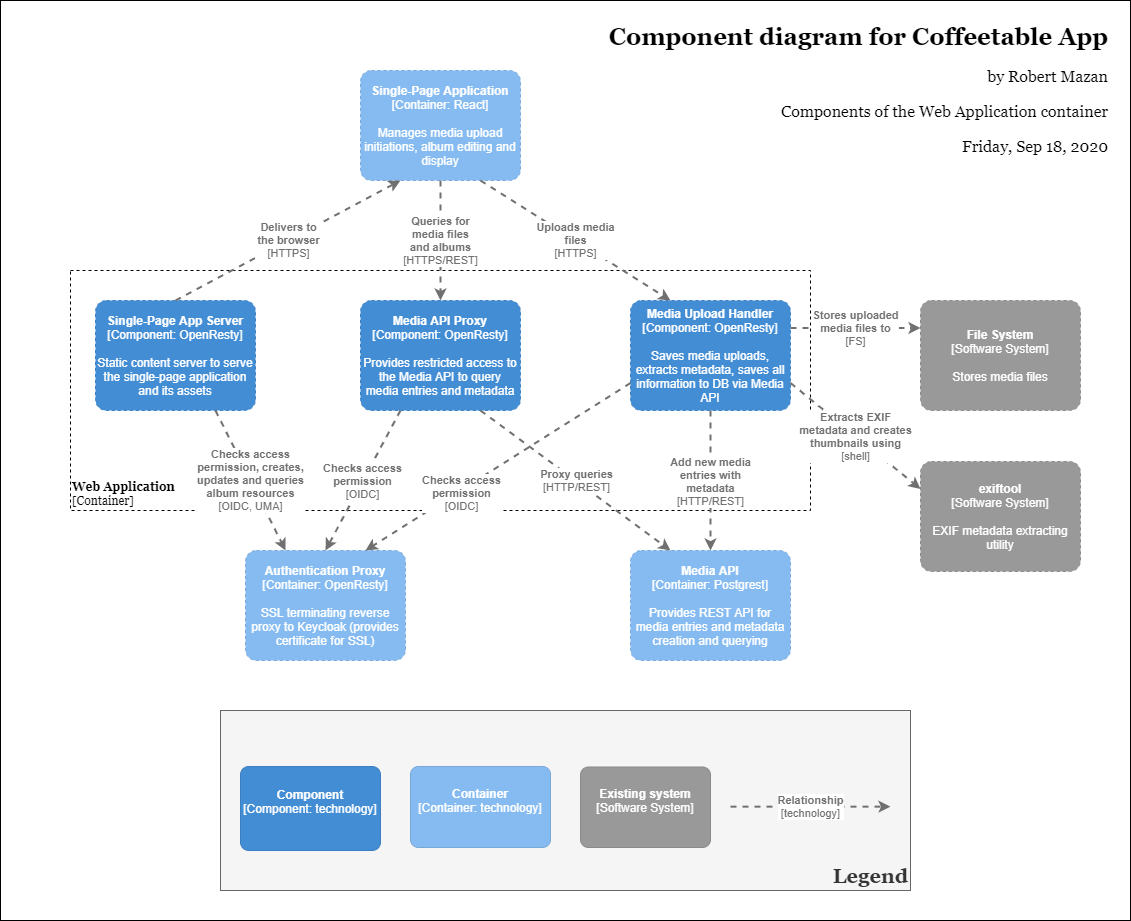 Component diagram for Coffeetable App
by Robert Mazan
Components of the Web Application container
Friday, Sep 18, 2020
Single-Page Application
[Container: React]
Manages media upload
initiations, album editing and
display
Delivers to
the browser
[HTTPS]
Queries for
media files
and albums
[HTTPS/REST]
Uploads media
files
[HTTPS]
Single-Page App Server
[Component: OpenResty]
Static content server to serve
the single-page application
and its assets
Media API Proxy
[Component: OpenResty]
Provides restricted access to
the Media API to query
media entries and metadata
Media Upload Handler
[Component: OpenResty]
Saves media uploads,
extracts metadata, saves all
information to DB via Media
API
Stores uploaded
media files to
[FS]
File System
[Software System]
Stores media files
Extracts EXIF
metadata and creates
thumbnails using
[shell]
Checks access
permission, creates,
updates and queries
album resources
[OIDC, UMA]
Checks access
permission
[OIDC]
Checks access
permission
[OIDC]
Proxy queries
[HTTP/REST]
Add new media
entries with
metadata
[HTTP/REST]
Web Application
[Container]
exiftool
[Software System]
EXIF metadata extracting
utility
Authentication Proxy
[Container: OpenResty]
SSL terminating reverse
proxy to Keycloak (provides
certificate for SSL)
Media API
[Container: Postgrest]
Provides REST API for
media entries and metadata
creation and querying
Component
[Component: technology]
Container
[Container: technology]
Existing system
[Software System]
Relationship
[technology]
Legend